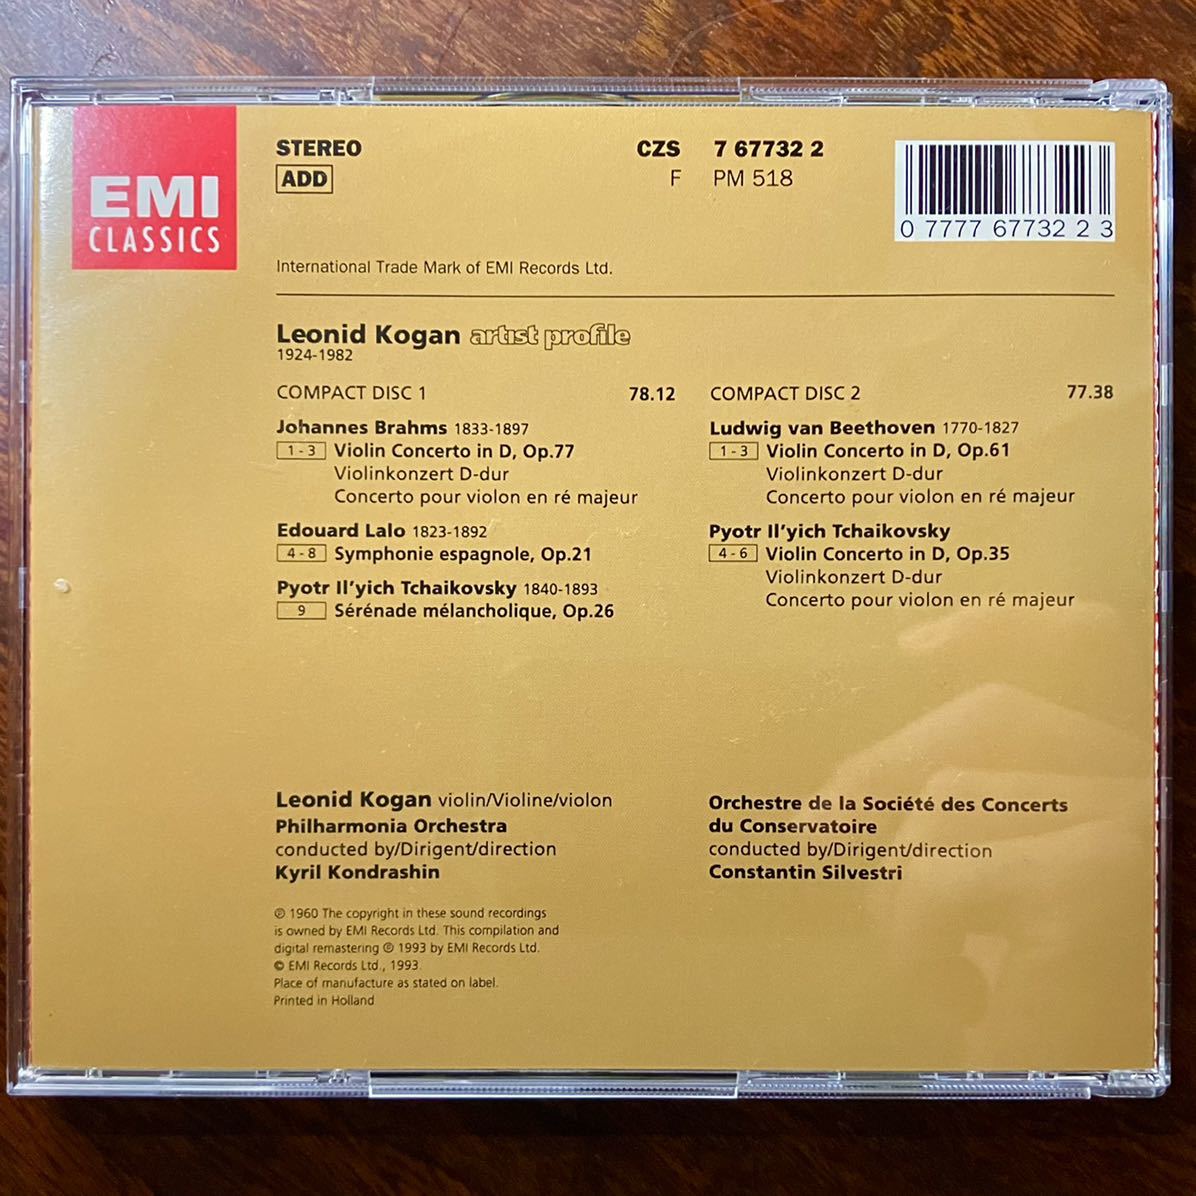 EMI
CLASSICS
STEREO
ADD
CZS 7 67732 2
F PM 518
0 7777 67732 2 3
International Trade Mark of EMI Records Ltd.
Leonid Kogan artist profile
1924-1982
COMPACT DISC 1 78.12
Johannes Brahms 1833-1897
1 - 3 Violin Concerto in D, Op.77
Violinkonzert D-dur
Concerto pour violon en ré majeur
Edouard Lalo 1823-1892
4 - 8 Symphonie espagnole, Op.21
Pyotr Il'yich Tchaikovsky 1840-1893
9 Sérénade mélancholique, Op.26
COMPACT DISC 2 77.38
Ludwig van Beethoven 1770-1827
1 - 3 Violin Concerto in D, Op.61
Violinkonzert D-dur
Concerto pour violon en ré majeur
Pyotr Il'yich Tchaikovsky
4 - 6 Violin Concerto in D, Op.35
Violinkonzert D-dur
Concerto pour violon en ré majeur
Leonid Kogan violin/Violine/violon
Philharmonia Orchestra
conducted by/Dirigent/direction
Kyril Kondrashin
Orchestre de la Société des Concerts
du Conservatoire
conducted by/Dirigent/direction
Constantin Silvestri
℗ 1960 The copyright in these sound recordings
is owned by EMI Records Ltd. This compilation and
digital remastering ℗ 1993 by EMI Records Ltd.
© EMI Records Ltd., 1993.
Place of manufacture as stated on label.
Printed in Holland